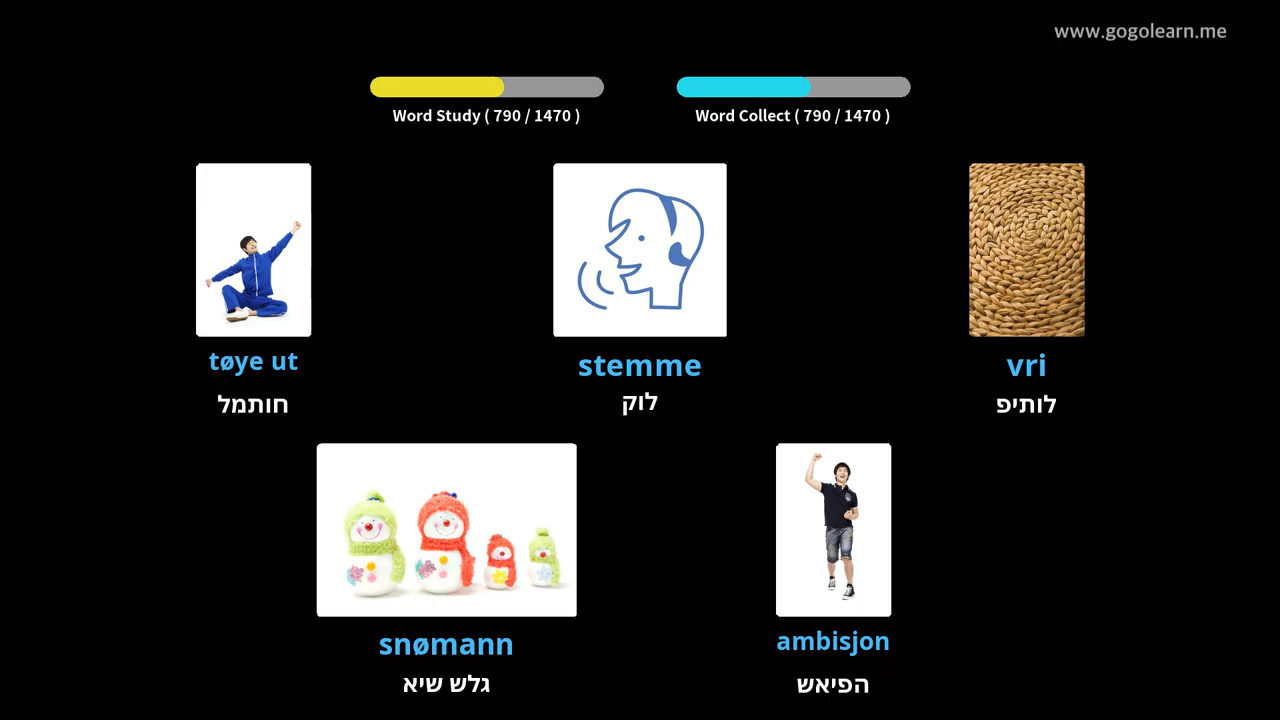 www.gogolearn.me
Word Study ( 790 / 1470 )
Word Collect ( 790 / 1470 )
tøye ut
חותמל
stemme
לוק
vri
לותיפ
snømann
גלש שיא
ambisjon
הפיאש